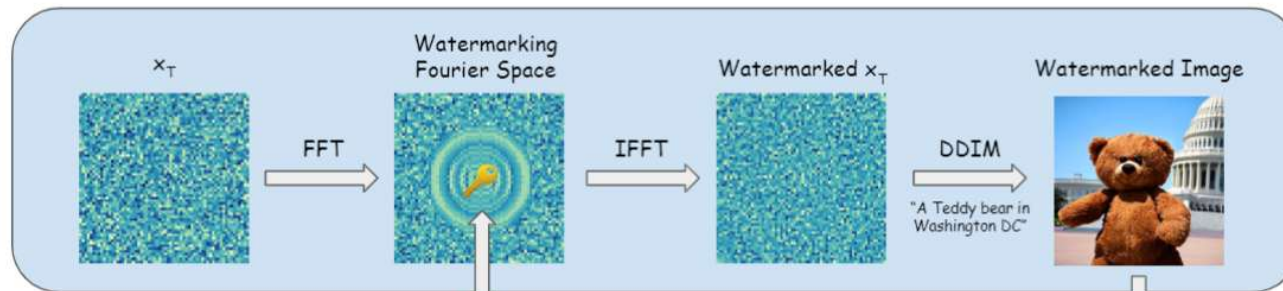 x_T
Watermarking
Fourier Space
Watermarked x_T
Watermarked Image
FFT
IFFT
DDIM
"A Teddy bear in
Washington DC"